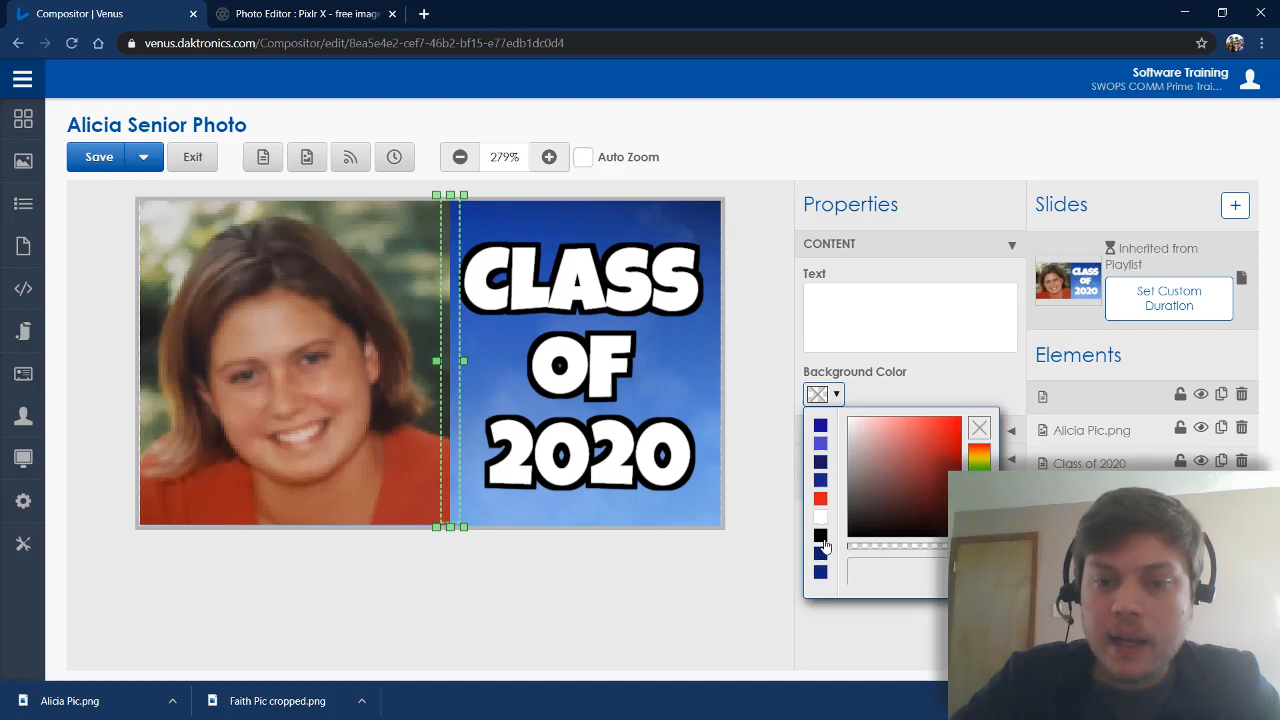 Compositor | Venus
Photo Editor : Pixlr X - free imag
venus.daktronics.com/Compositor/edit/8ea5e4e2-cef7-46b2-bf15-e77edb1dc0d4
Software Training
SWOPS COMM Prime Trai...
Alicia Senior Photo
Save
Exit
279%
Auto Zoom
CLASS
OF
2020
Properties
CONTENT
Text
Background Color
Slides
Inherited from
Playlist
Set Custom
Duration
CLASS
OF
2020
Elements
Alicia Pic.png
Class of 2020
Alicia Pic.png
Faith Pic cropped.png